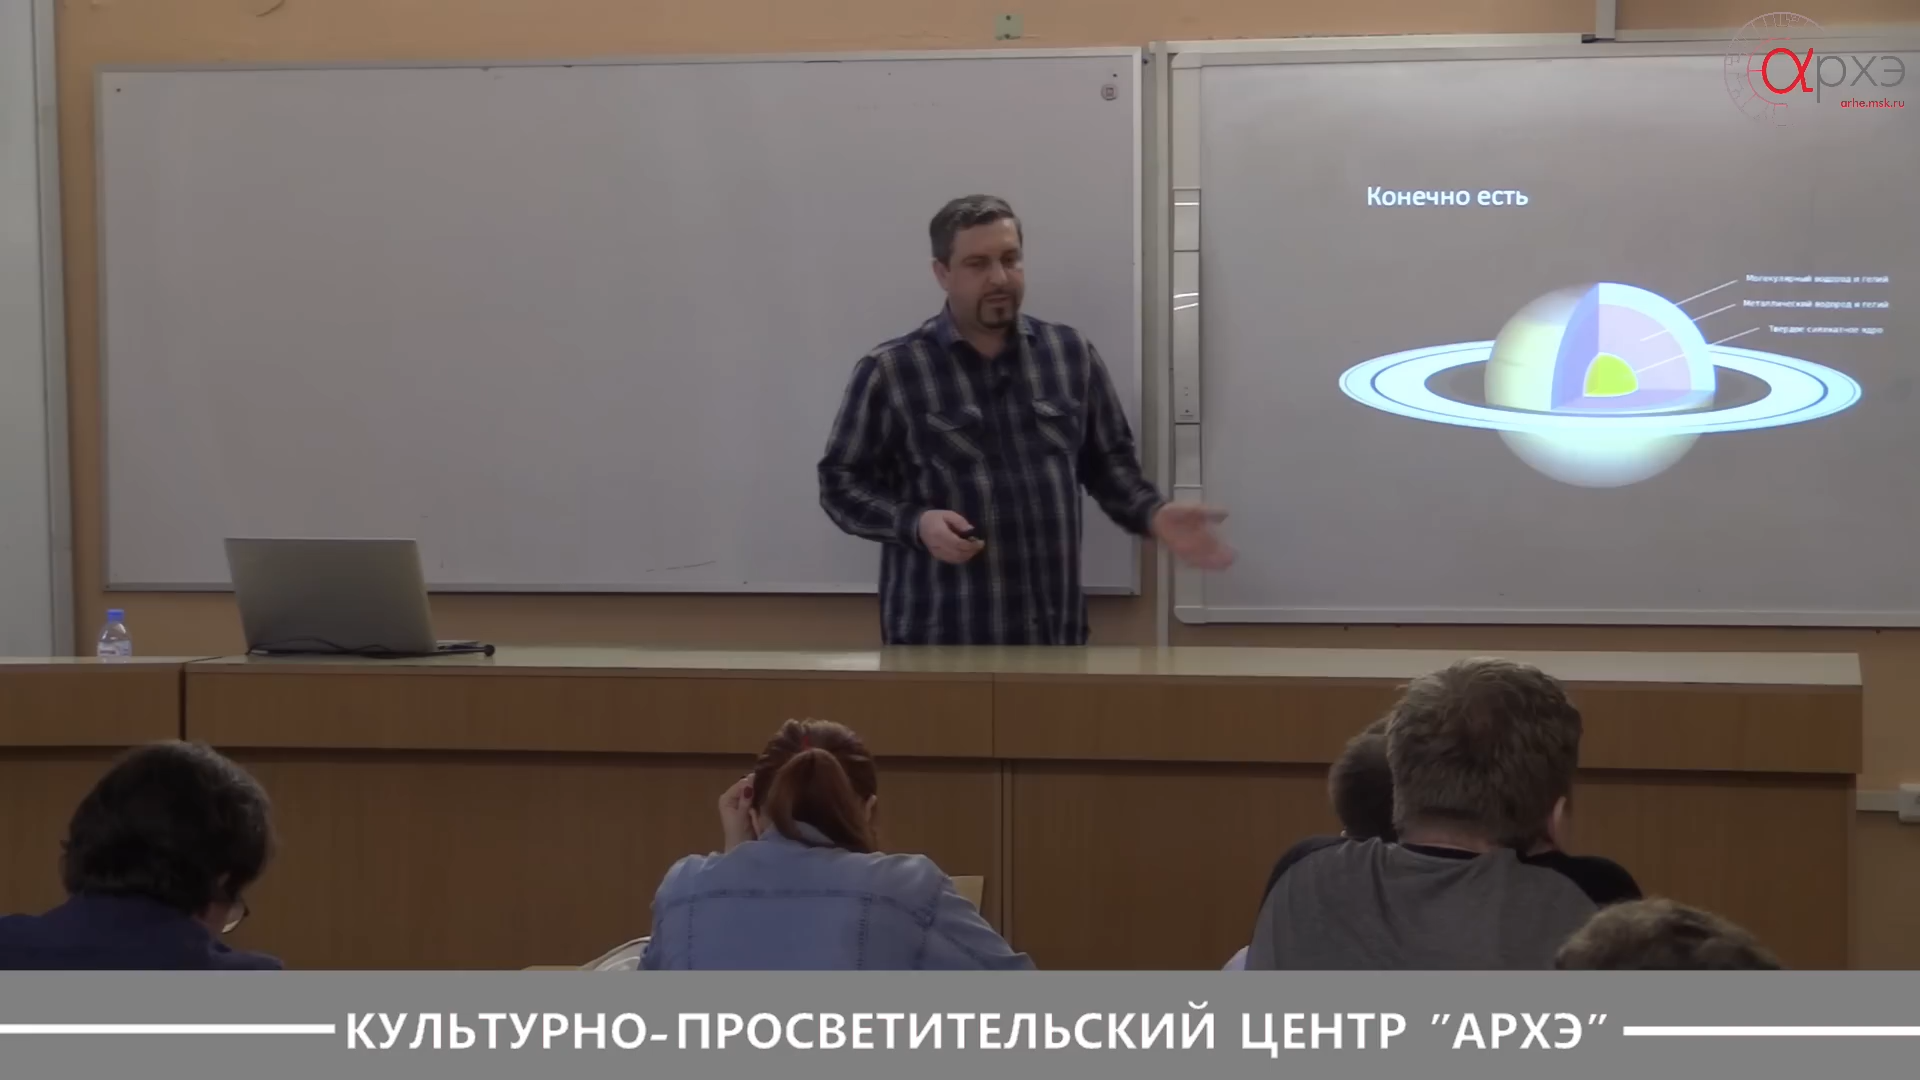 αрхэ
arhe.msk.ru
Конечно есть
Молекулярный водород и гелий
Металлический водород и гелий
Твердое силикатное ядро
КУЛЬТУРНО-ПРОСВЕТИТЕЛЬСКИЙ ЦЕНТР "АРХЭ"